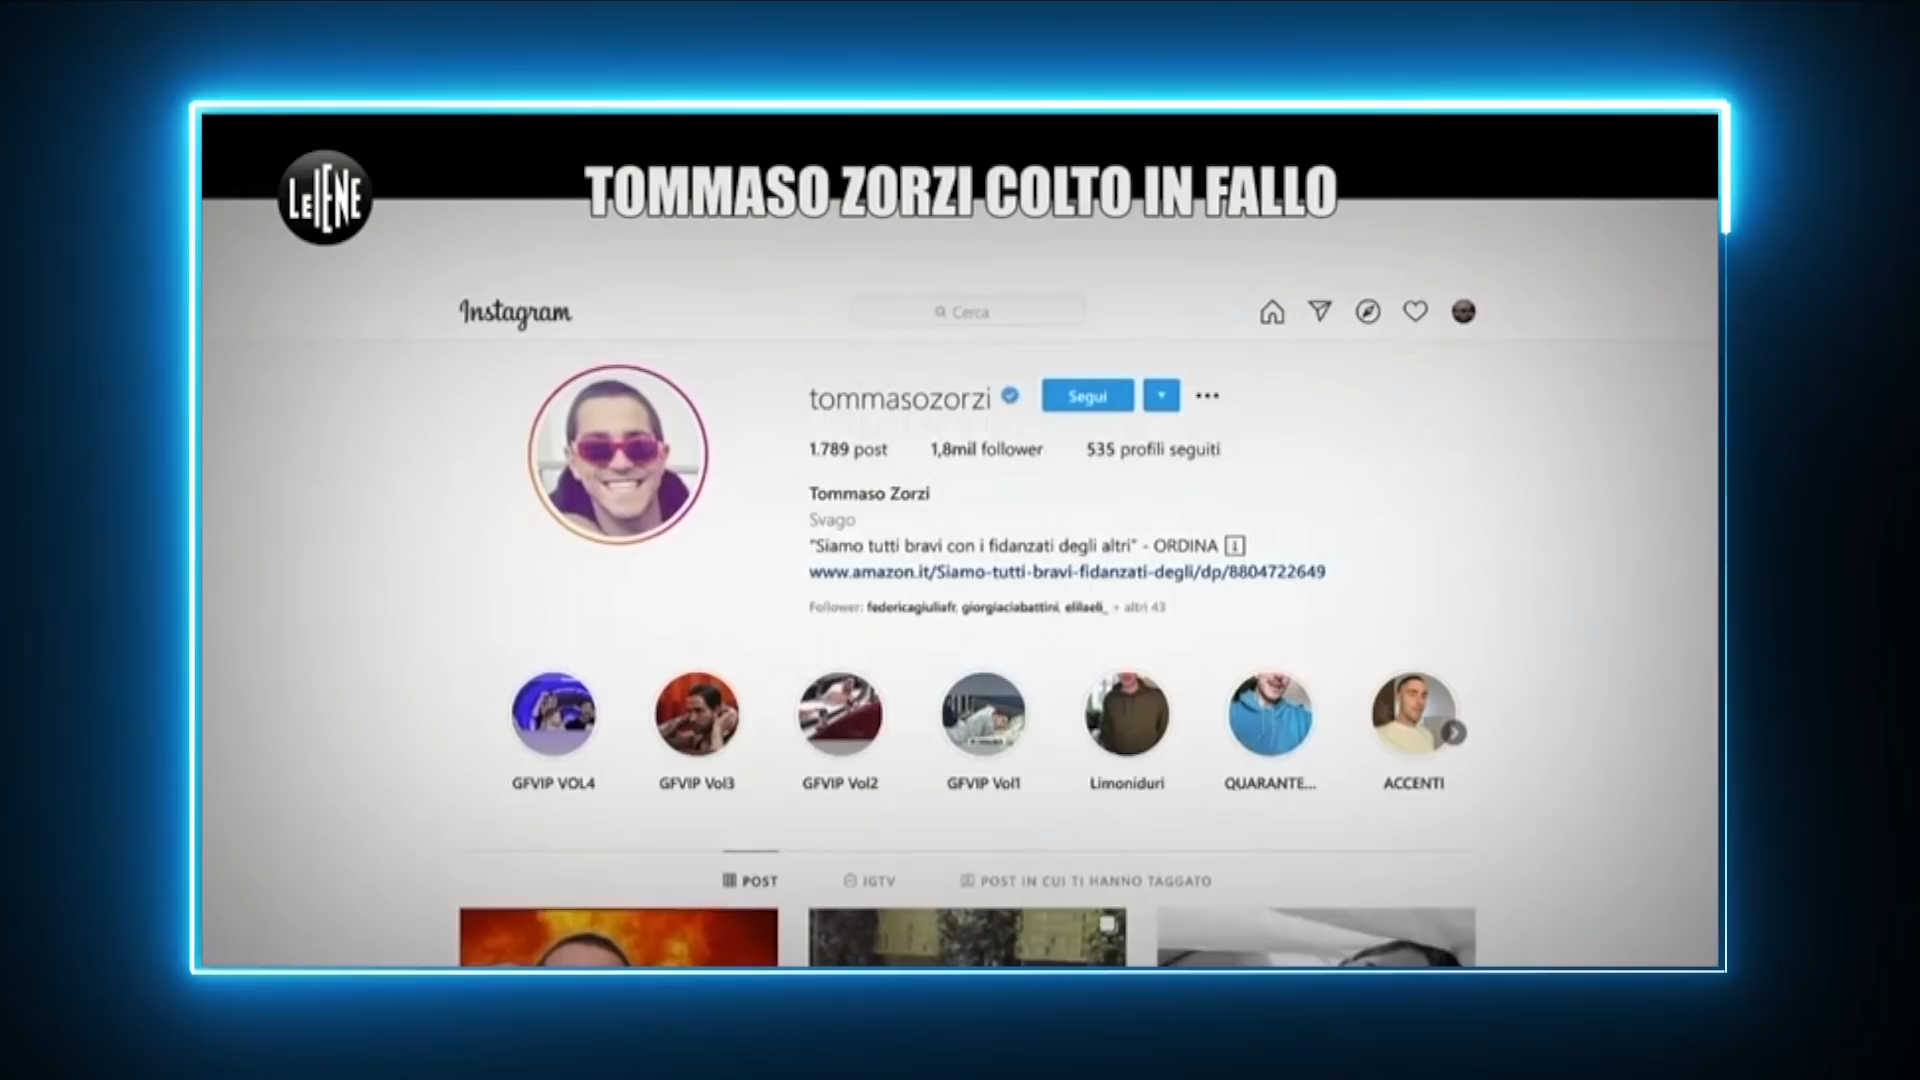 LE IENE
TOMMASO ZORZI COLTO IN FALLO
Instagram
Cerca
tommasozorzi
Segui
1.789 post 1,8mil follower 535 profili seguiti
Tommaso Zorzi
Svago
"Siamo tutti bravi con i fidanzati degli altri" - ORDINA
www.amazon.it/Siamo-tutti-bravi-fidanzati-degli/dp/8804722649
Follower: federicagiuliafr, giorgiaciabattini, elilaeli_ + altri 43
GFVIP VOL4 GFVIP Vol3 GFVIP Vol2 GFVIP Vol1 Limoniduri QUARANTE... ACCENTI
POST IGTV POST IN CUI TI HANNO TAGGATO